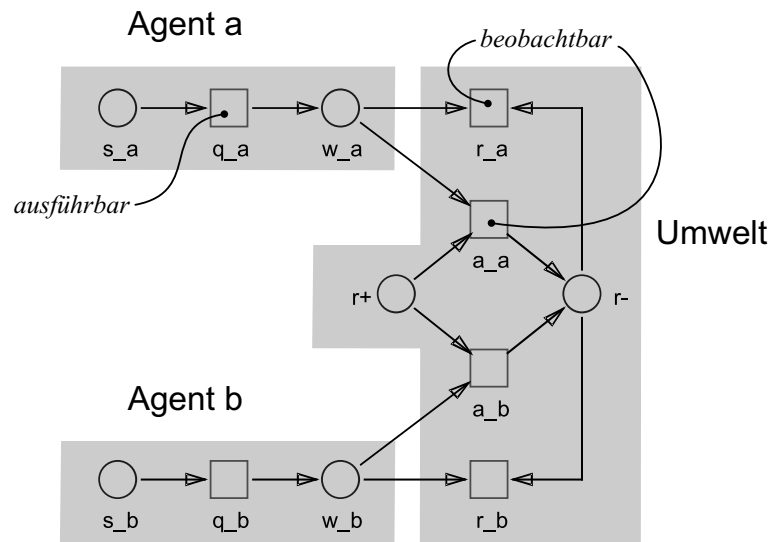 Agent a
beobachtbar
s_a
q_a
w_a
r_a
ausführbar
a_a
Umwelt
r+
r-
a_b
Agent b
s_b
q_b
w_b
r_b